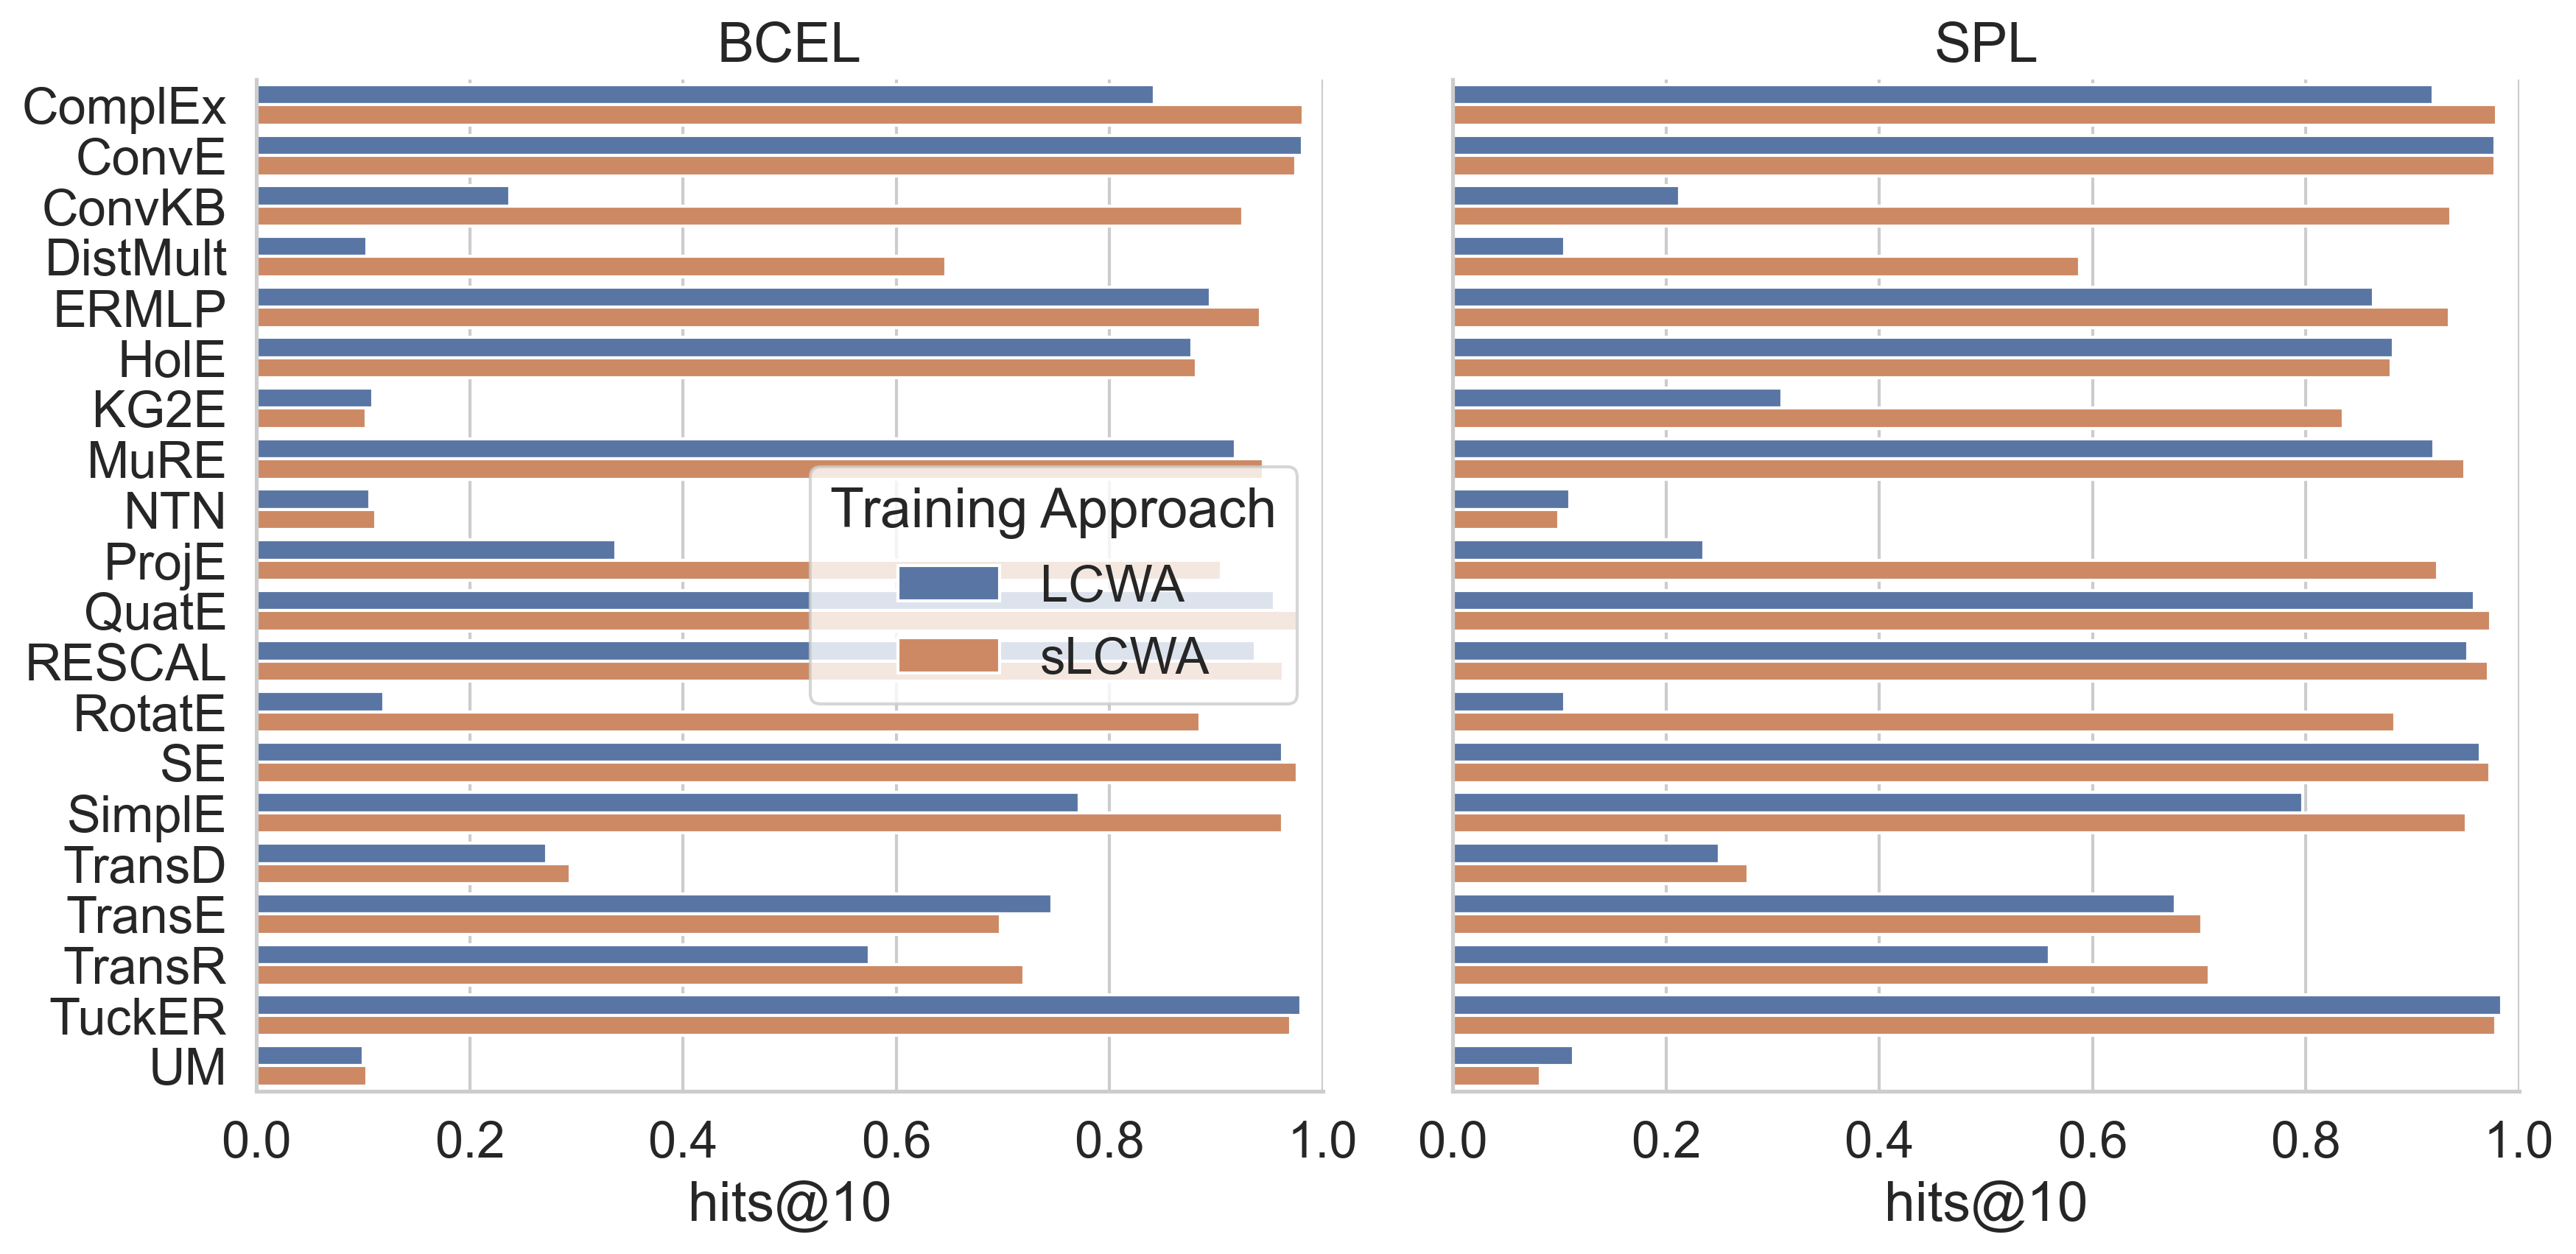 BCEL
SPL
ComplEx
ConvE
ConvKB
DistMult
ERMLP
HolE
KG2E
MuRE
NTN
ProjE
QuatE
RESCAL
RotatE
SE
SimplE
TransD
TransE
TransR
TuckER
UM
Training Approach
LCWA
sLCWA
0.0 0.2 0.4 0.6 0.8 1.0
hits@10
0.0 0.2 0.4 0.6 0.8 1.0
hits@10